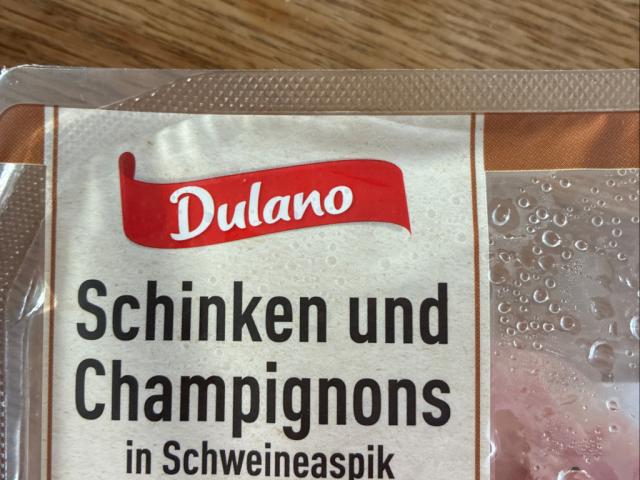 Dulano
Schinken und
Champignons
in Schweineaspik